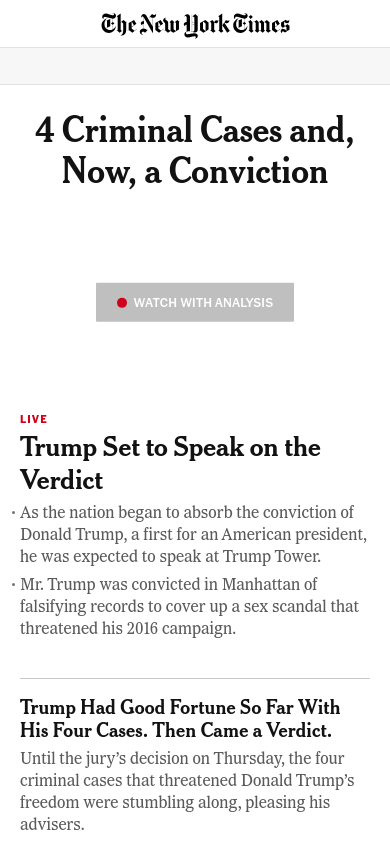 The New York Times
4 Criminal Cases and,
Now, a Conviction
WATCH WITH ANALYSIS
LIVE
Trump Set to Speak on the
Verdict
· As the nation began to absorb the conviction of
Donald Trump, a first for an American president,
he was expected to speak at Trump Tower.
· Mr. Trump was convicted in Manhattan of
falsifying records to cover up a sex scandal that
threatened his 2016 campaign.
Trump Had Good Fortune So Far With
His Four Cases. Then Came a Verdict.
Until the jury’s decision on Thursday, the four
criminal cases that threatened Donald Trump’s
freedom were stumbling along, pleasing his
advisers.